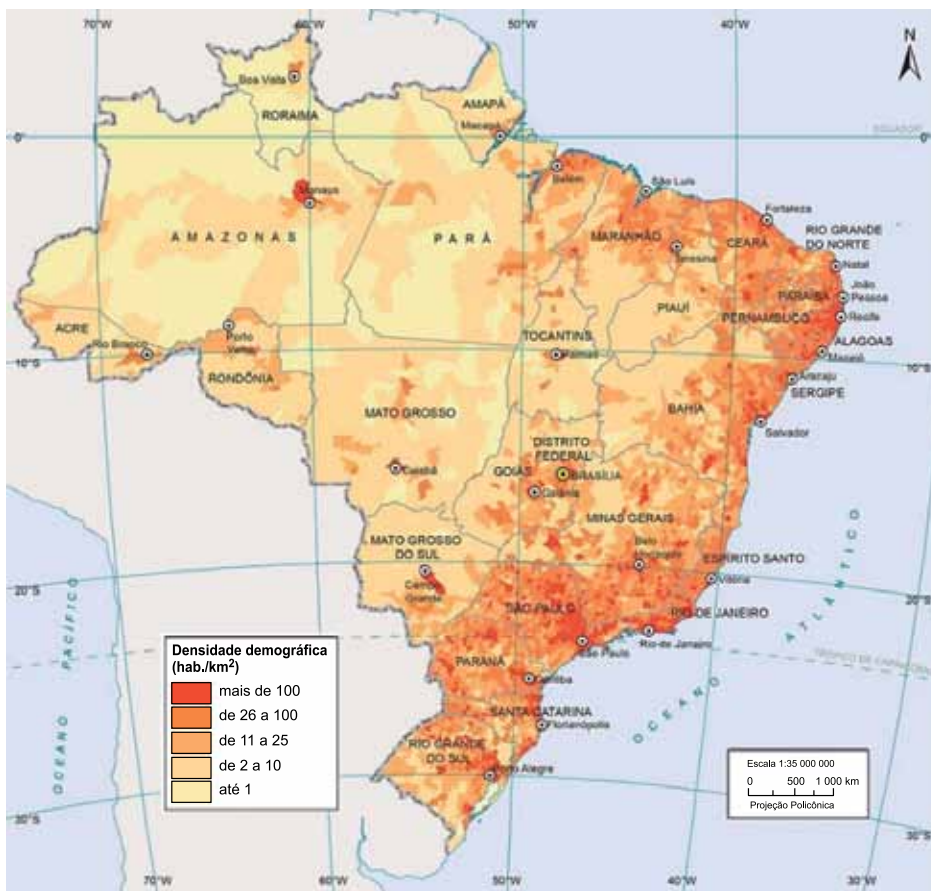 70°W
60°W
50°W
40°W
N
Boa Vista
RORAIMA
AMAPÁ
Macapá
0°
EQUADOR
0°
Belém
São Luís
Manaus
Fortaleza
AMAZONAS
PARÁ
MARANHÃO
CEARÁ
RIO GRANDE
DO NORTE
Teresina
Natal
João
Pessoa
PARAÍBA
PIAUÍ
PERNAMBUCO
Recife
ACRE
Rio Branco
Porto
Velho
TOCANTINS
Palmas
ALAGOAS
Maceió
10°S
10°S
RONDÔNIA
Aracaju
SERGIPE
MATO GROSSO
BAHIA
Salvador
DISTRITO
FEDERAL
GOIÁS
BRASÍLIA
Cuiabá
Goiânia
MINAS GERAIS
MATO GROSSO
DO SUL
Belo
Horizonte
ESPÍRITO SANTO
Campo
Grande
Vitória
20°S
20°S
SÃO PAULO
RIO DE JANEIRO
Rio de Janeiro
São Paulo
TRÓPICO DE CAPRICÓRNIO
PARANÁ
Curitiba
SANTA CATARINA
Florianópolis
RIO GRANDE
DO SUL
Porto Alegre
OCEANO PACÍFICO
OCEANO ATLÂNTICO
Densidade demográfica
(hab./km²)
mais de 100
de 26 a 100
de 11 a 25
de 2 a 10
até 1
Escala 1:35 000 000
0 500 1 000 km
Projeção Policônica
30°S
30°S
70°W
60°W
50°W
40°W
30°W